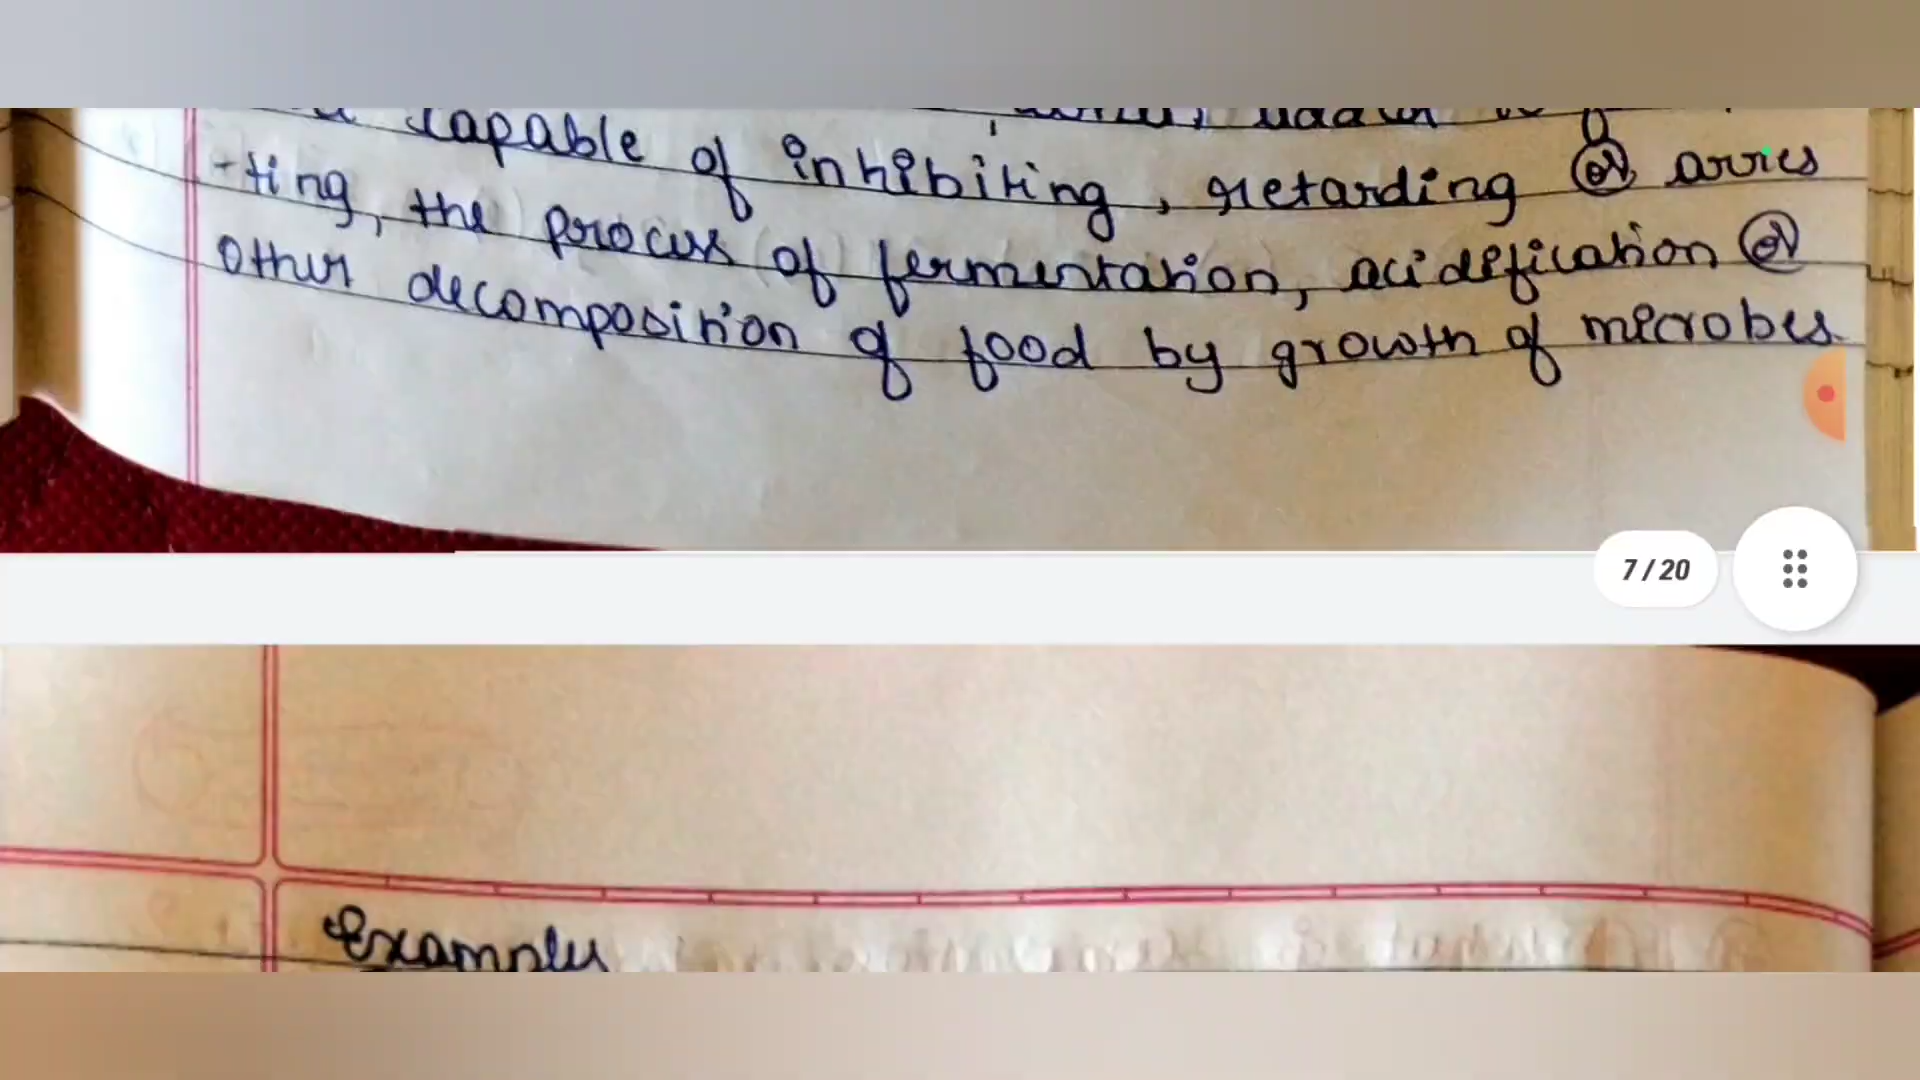 capable of inhibiting, retarding or arres
-ting, the process of fermentation, acidification or
other decomposition of food by growth of microbes.
7/20
Examples